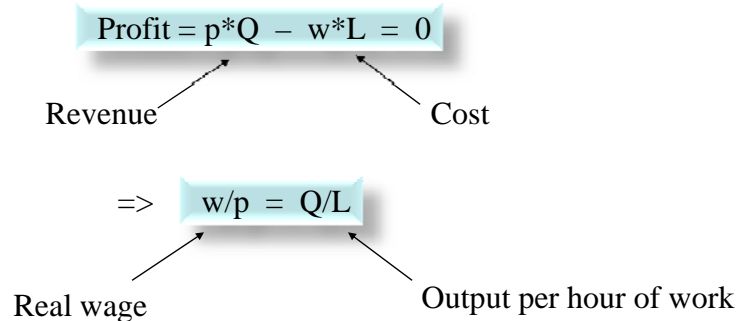 Profit = p*Q – w*L = 0
Revenue Cost
=> w/p = Q/L
Real wage Output per hour of work